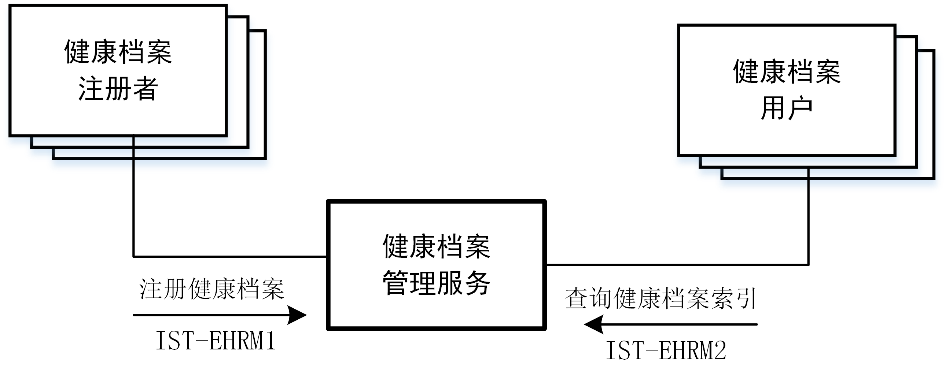 健康档案
注册者
健康档案
用户
健康档案
管理服务
注册健康档案
IST-EHRM1
查询健康档案索引
IST-EHRM2